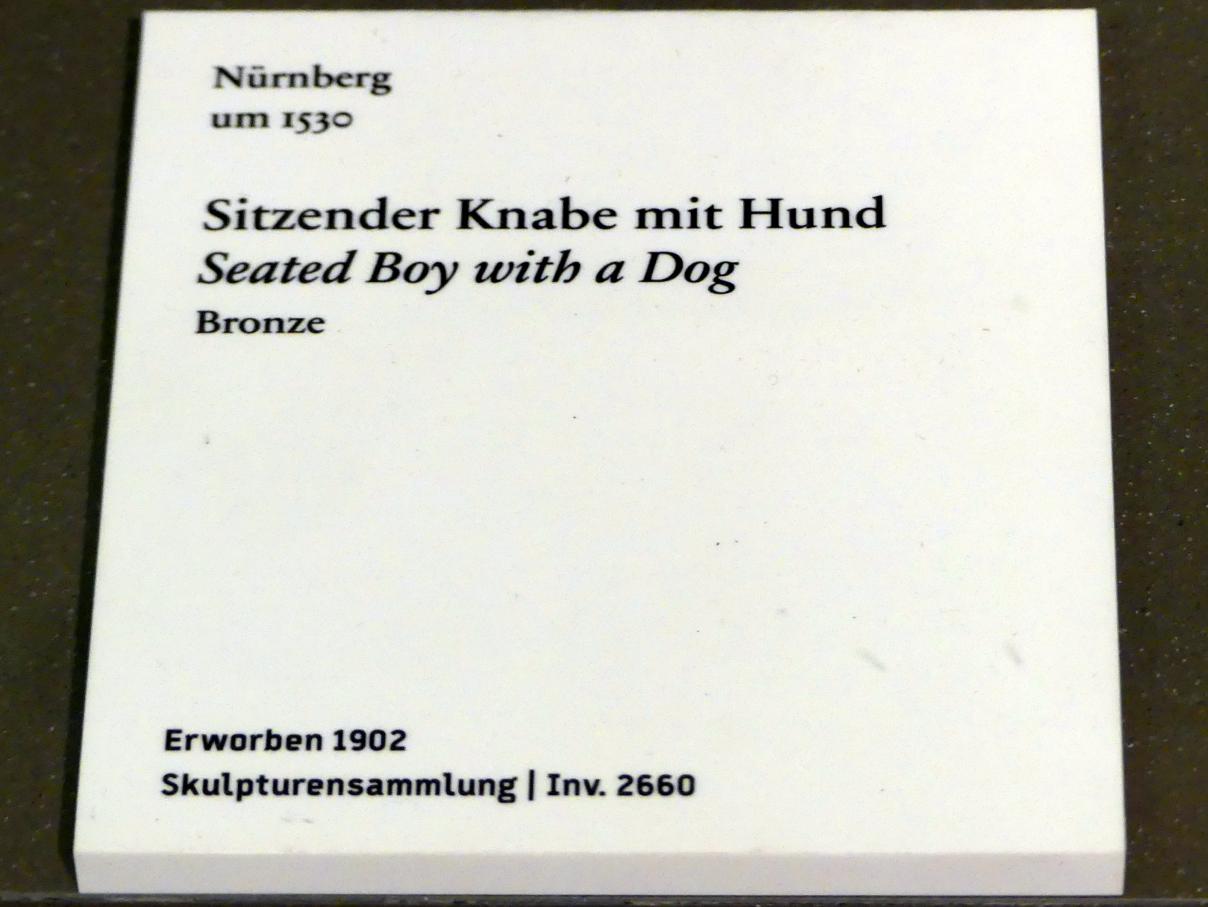 Nürnberg
um 1530
Sitzender Knabe mit Hund
Seated Boy with a Dog
Bronze
Erworben 1902
Skulpturensammlung | Inv. 2660